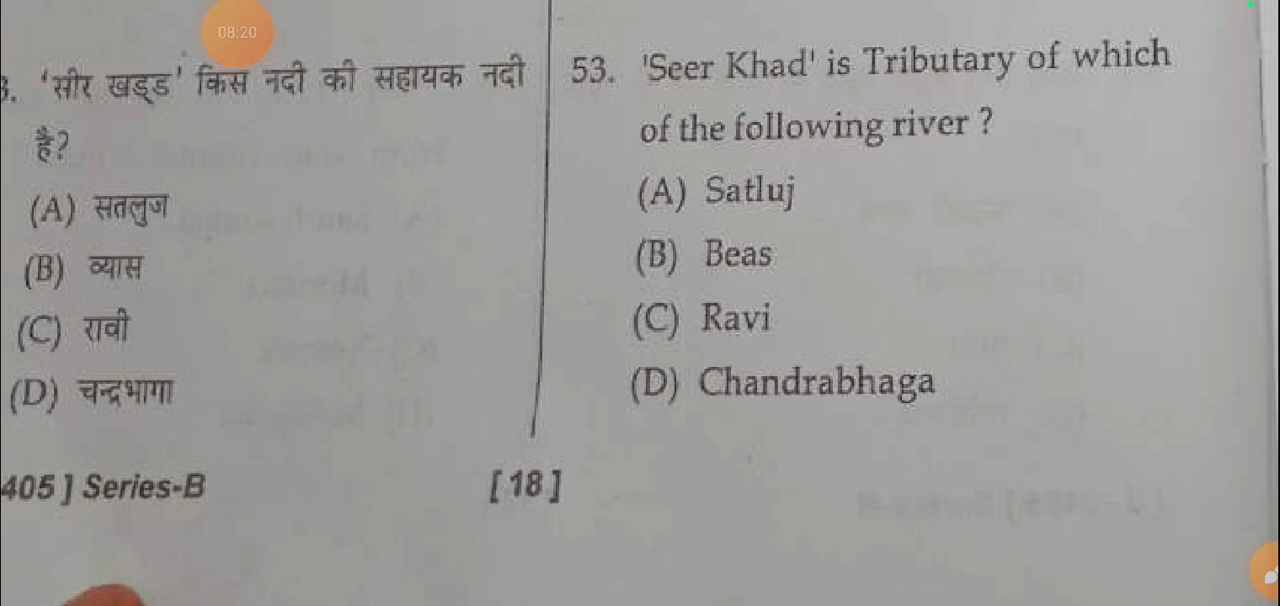 08:20
3. 'सीर खड्ड' किस नदी की सहायक नदी
है?
(A) सतलुज
(B) व्यास
(C) रावी
(D) चन्द्रभागा
53. 'Seer Khad' is Tributary of which
of the following river ?
(A) Satluj
(B) Beas
(C) Ravi
(D) Chandrabhaga
405 ] Series-B
[ 18 ]